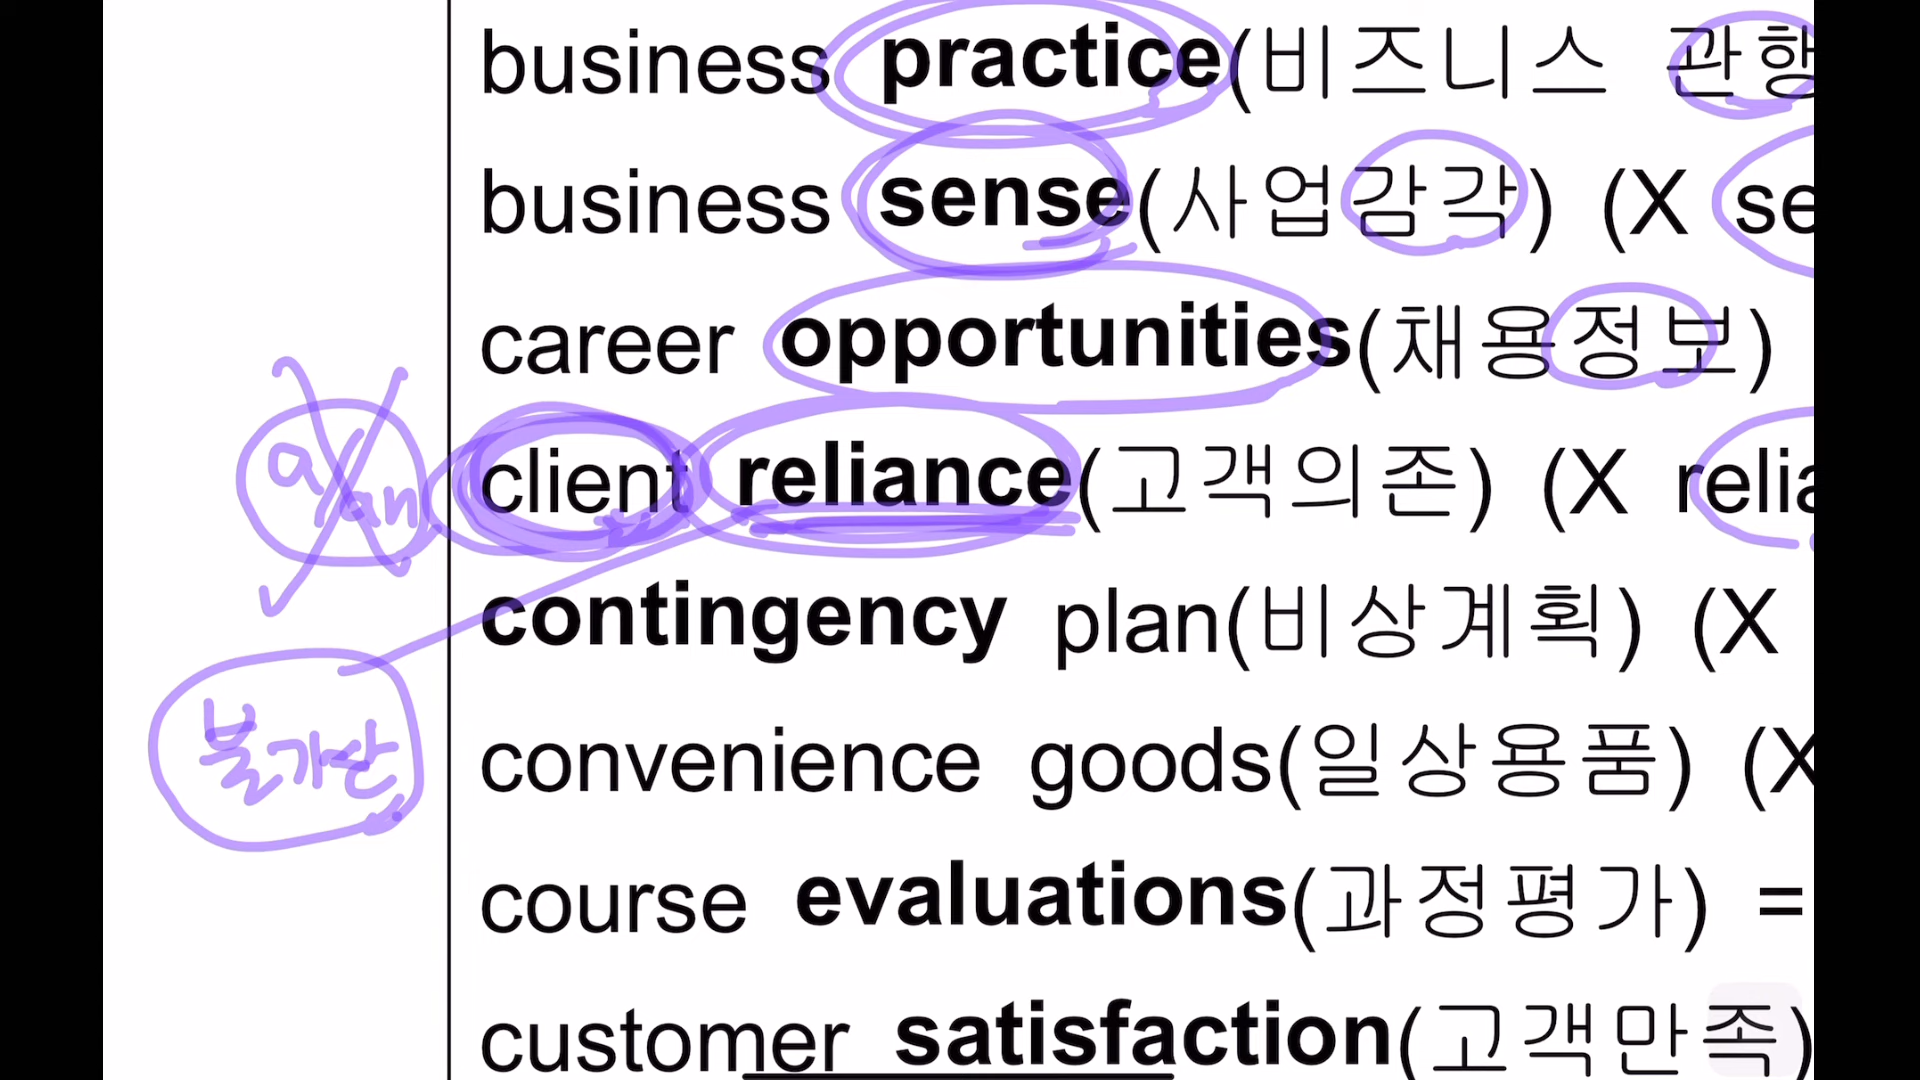 business practice(비즈니스 관행
business sense(사업감각) (X se
career opportunities(채용정보)
a/an
client reliance(고객의존) (X relia
contingency plan(비상계획) (X
불가산
convenience goods(일상용품) (X
course evaluations(과정평가) =
customer satisfaction(고객만족)